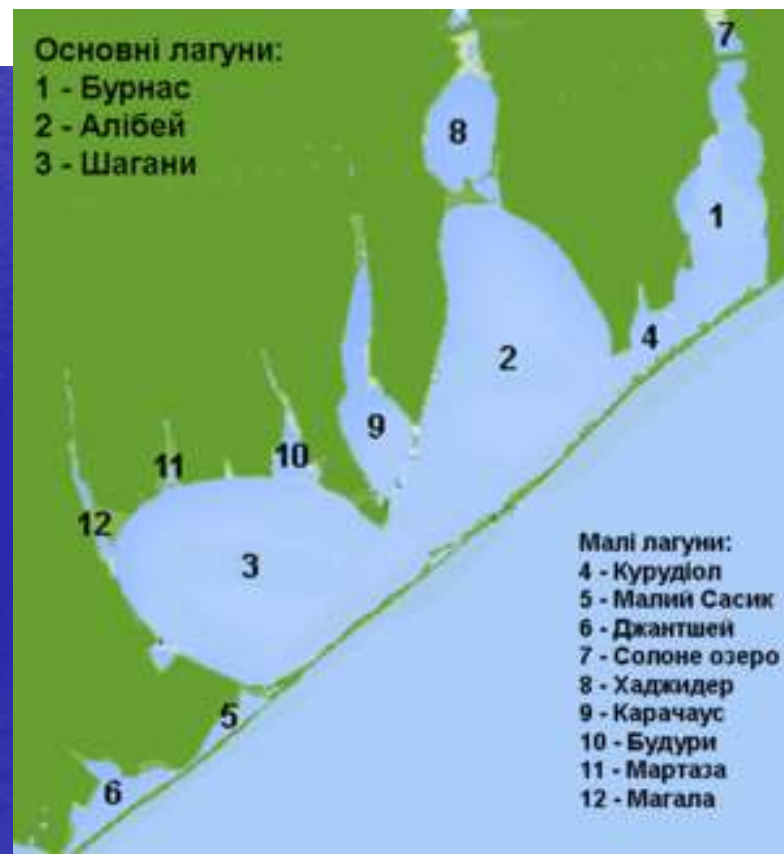 Основні лагуни:
1 - Бурнас
2 - Алібей
3 - Шагани
7
8
1
4
2
9
10
11
12
3
5
6
Малі лагуни:
4 - Курудіол
5 - Малий Сасик
6 - Джантшей
7 - Солоне озеро
8 - Хаджидер
9 - Карачаус
10 - Будури
11 - Мартаза
12 - Магала